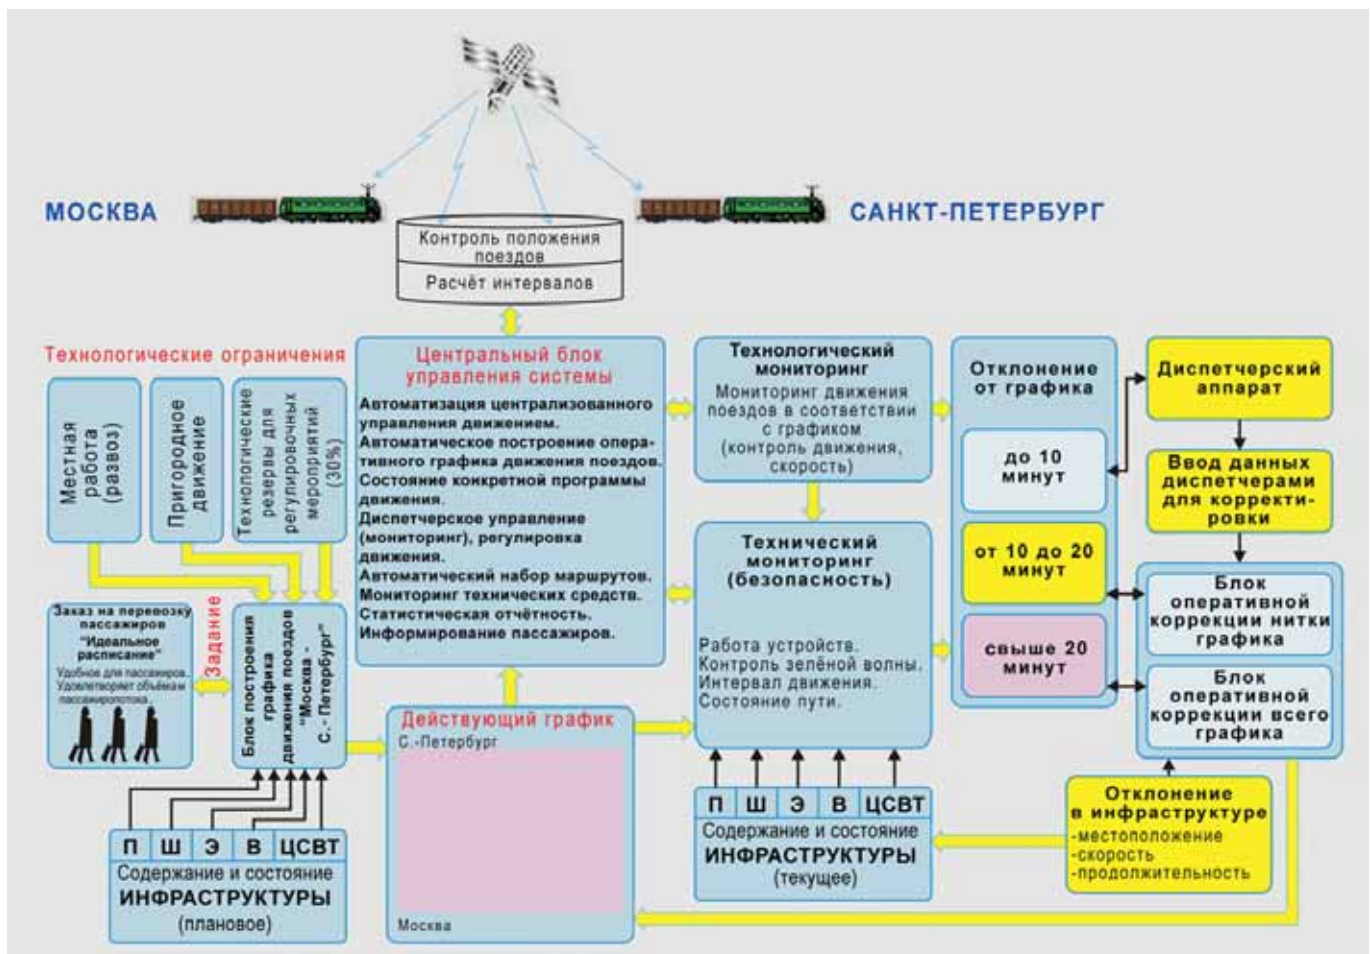 МОСКВА
САНКТ-ПЕТЕРБУРГ
Контроль положения
поездов
Расчёт интервалов
Технологические ограничения
Местная
работа
(развоз)
Пригородное
движение
Технологические
резервы для
регулировочных
мероприятий
(30%)
Заказ на перевозку
пассажиров
"Идеальное
расписание"
Удобное для пассажиров.
Удовлетворяет объёмам
пассажиропотока.
Задание
Блок построения
графика
движения поездов
"Москва -
С.- Петербург"
П Ш Э В ЦСВТ
Содержание и состояние
ИНФРАСТРУКТУРЫ
(плановое)
Центральный блок
управления системы
Автоматизация централизованного
управления движением.
Автоматическое построение опера-
тивного графика движения поездов.
Состояние конкретной программы
движения.
Диспетчерское управление
(мониторинг), регулировка
движения.
Автоматический набор маршрутов.
Мониторинг технических средств.
Статистическая отчётность.
Информирование пассажиров.
Действующий график
С.-Петербург
Москва
Технологический
мониторинг
Мониторинг движения
поездов в соответствии
с графиком
(контроль движения,
скорость)
Технический
мониторинг
(безопасность)
Работа устройств.
Контроль зелёной волны.
Интервал движения.
Состояние пути.
П Ш Э В ЦСВТ
Содержание и состояние
ИНФРАСТРУКТУРЫ
(текущее)
Отклонение
от графика
до 10
минут
от 10 до 20
минут
свыше 20
минут
Диспетчерский
аппарат
Ввод данных
диспетчерами
для корректи-
ровки
Блок
оперативной
коррекции нитки
графика
Блок
оперативной
коррекции всего
графика
Отклонение
в инфраструктуре
-местоположение
-скорость
-продолжительность